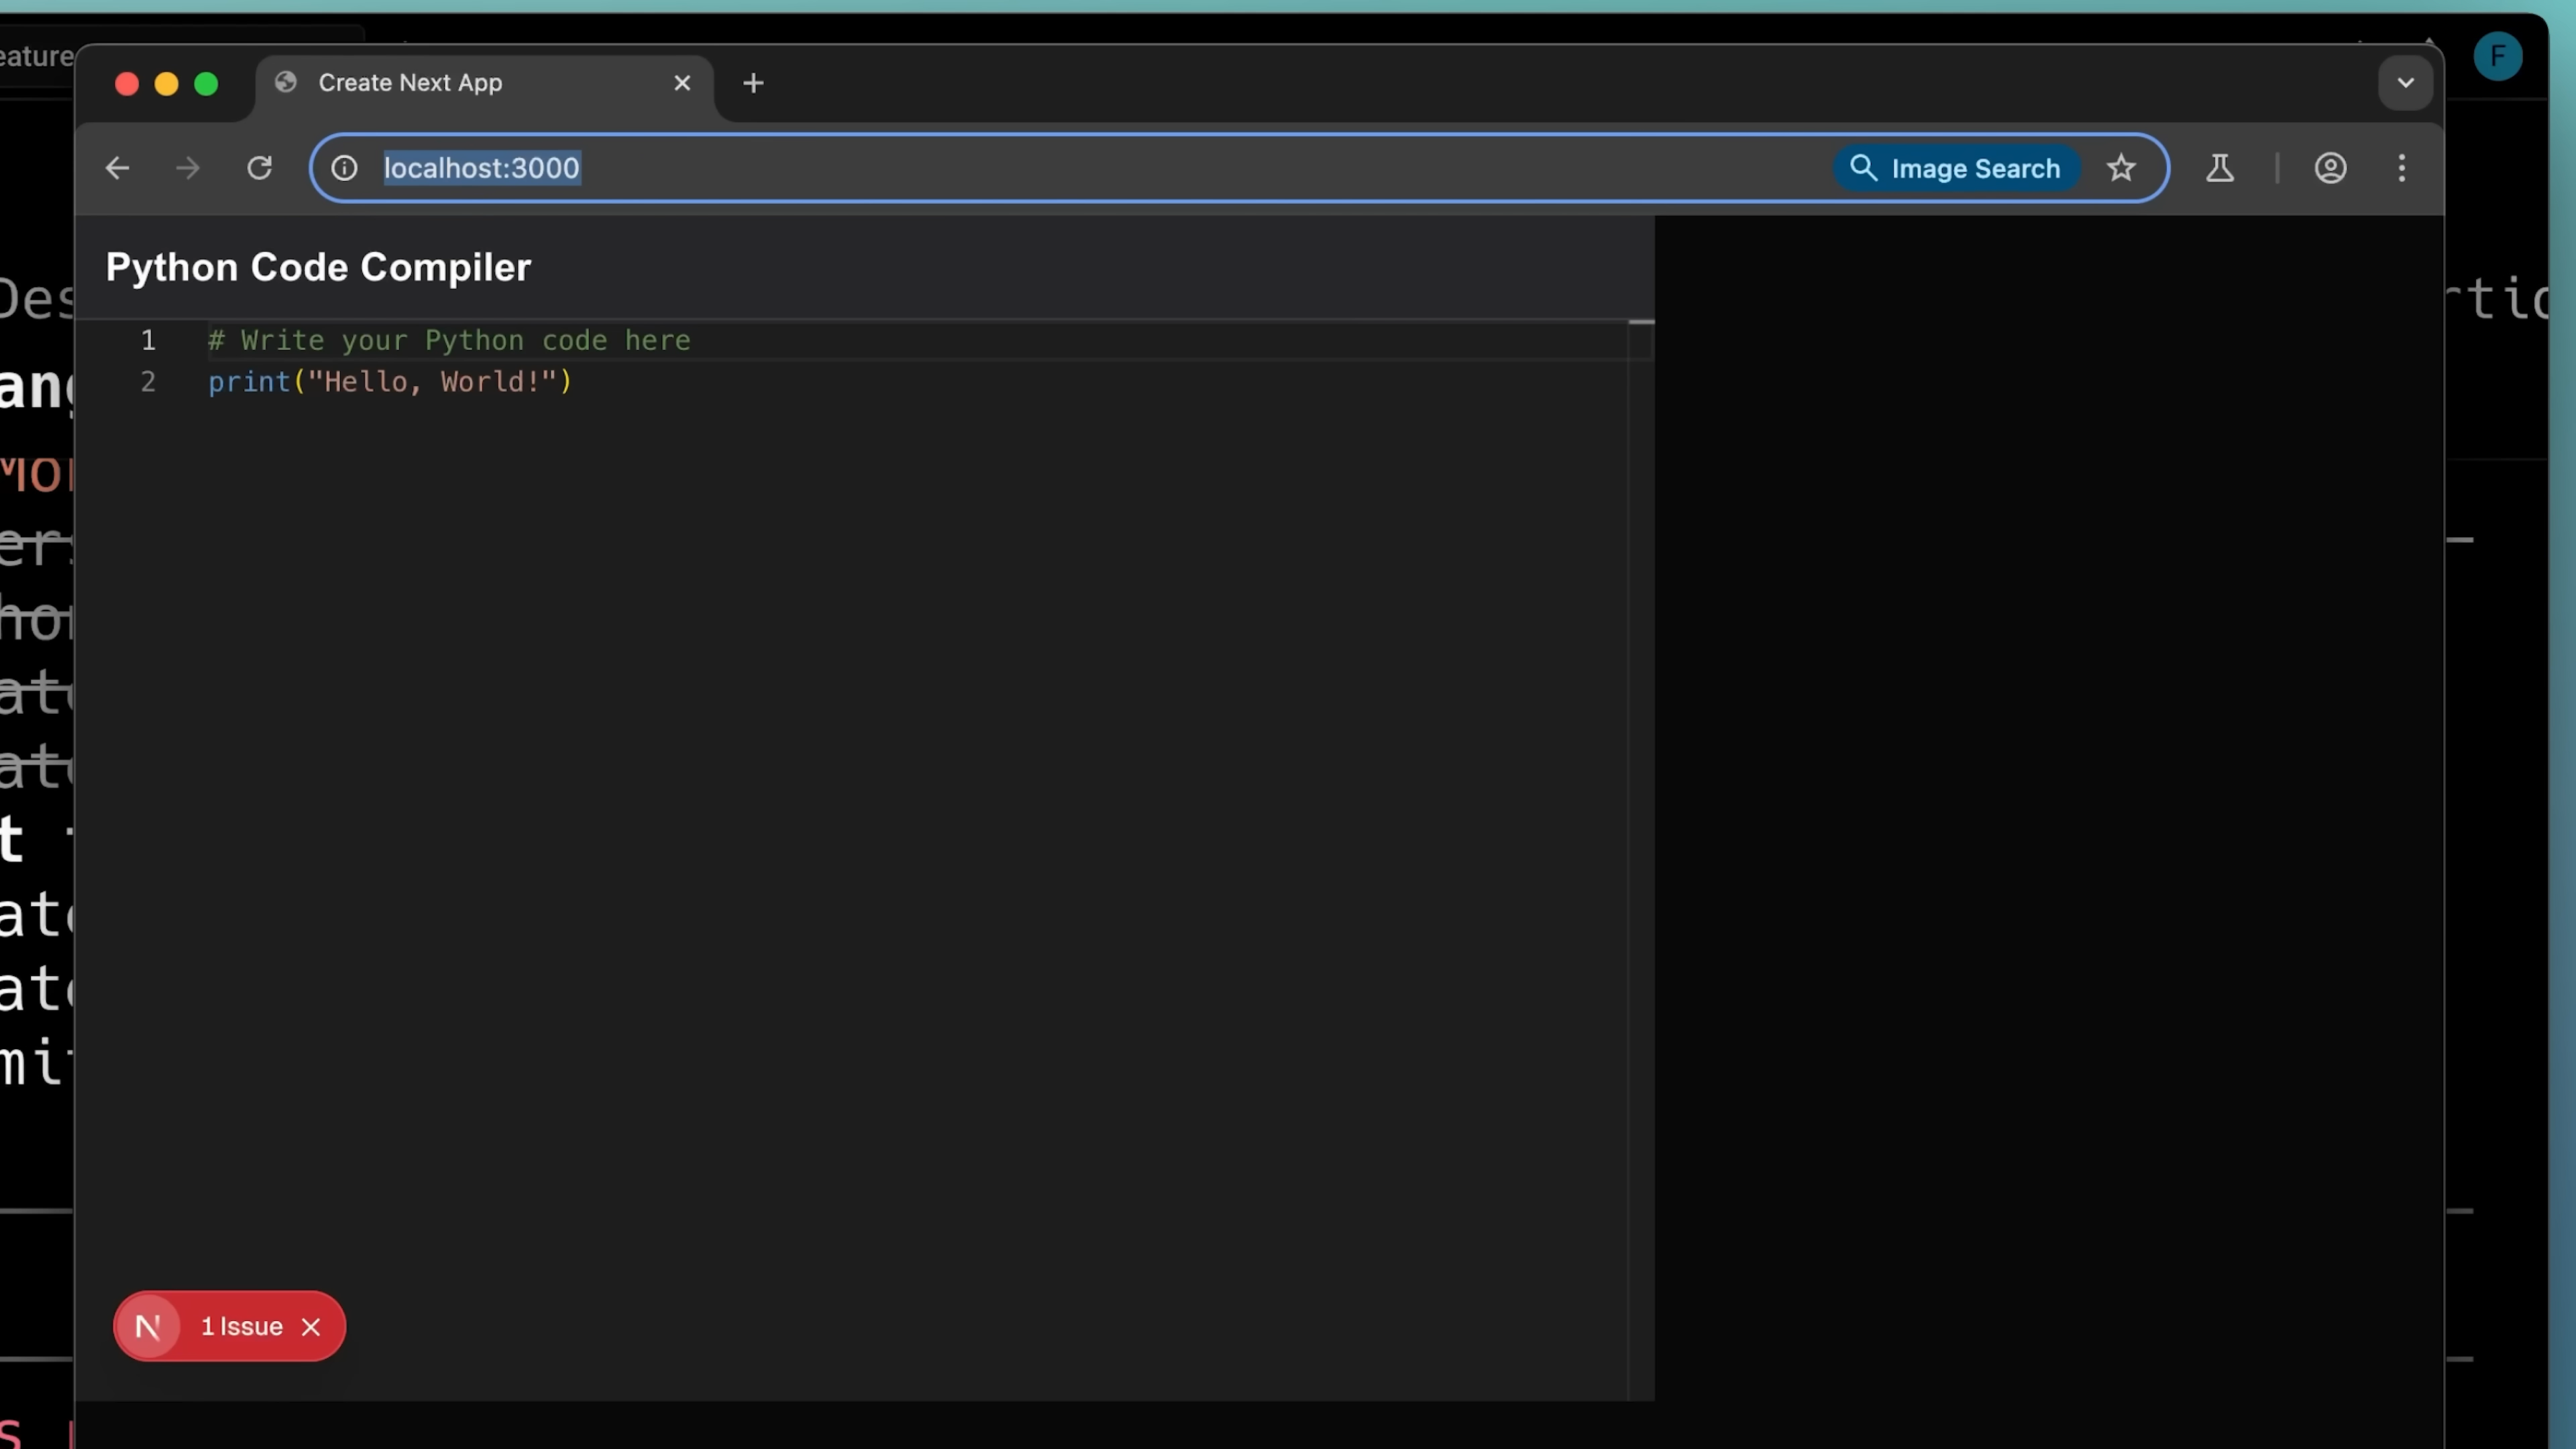 Create Next App
F
localhost:3000
Image Search
Python Code Compiler
1 # Write your Python code here
2 print("Hello, World!")
N 1 Issue